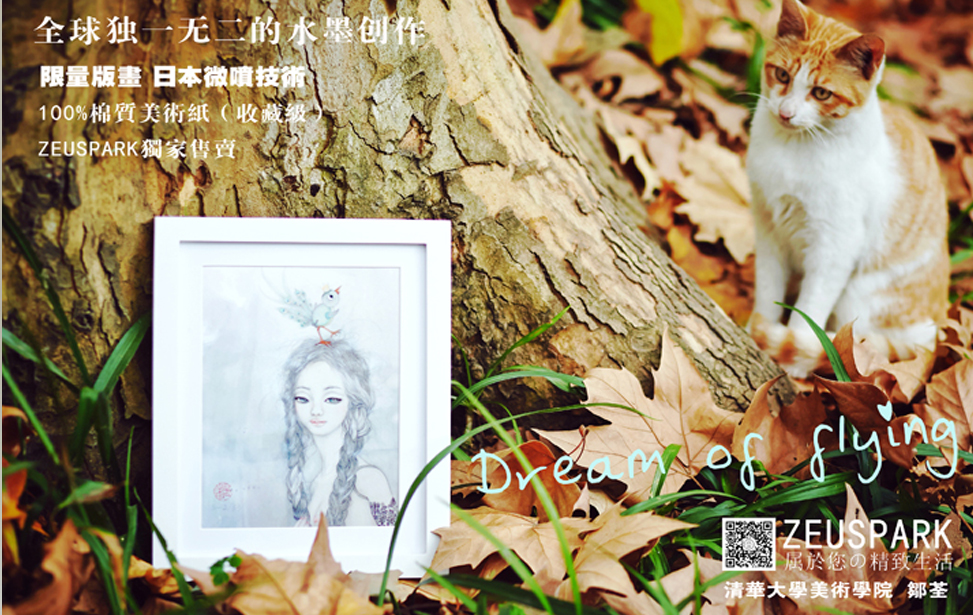 全球独一无二的水墨创作
限量版畫 日本微噴技術
100%棉質美術紙（收藏級）
ZEUSPARK獨家售賣
Dream of flying
ZEUSPARK
屬於您の精致生活
清華大學美術學院 鄒荃